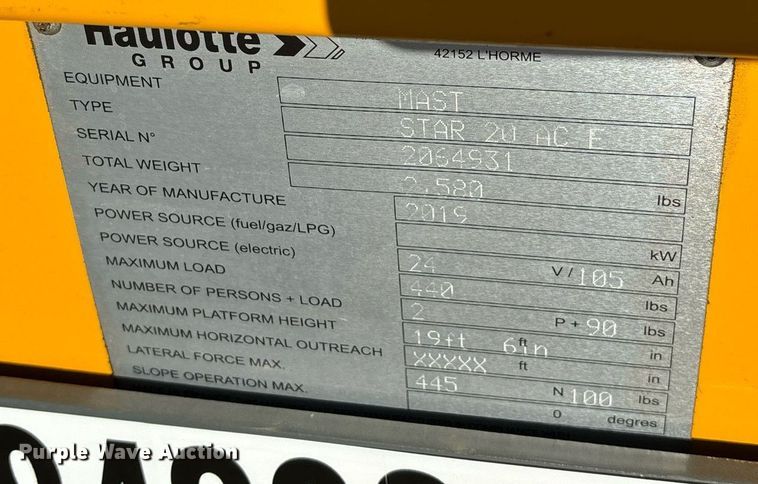 Haulotte
GROUP
42152 L'HORME
EQUIPMENT MAST
TYPE STAR 20 AC E
SERIAL N° 2064931
TOTAL WEIGHT 2,580 lbs
YEAR OF MANUFACTURE 2019
POWER SOURCE (fuel/gaz/LPG) kW
POWER SOURCE (electric) 24 V / 105 Ah
MAXIMUM LOAD 440 lbs
NUMBER OF PERSONS + LOAD 2 P + 90 lbs
MAXIMUM PLATFORM HEIGHT 19ft ft 6in in
MAXIMUM HORIZONTAL OUTREACH XXXXX ft in
LATERAL FORCE MAX. 445 N 100 lbs
SLOPE OPERATION MAX. 0 degres
Purple Wave Auction